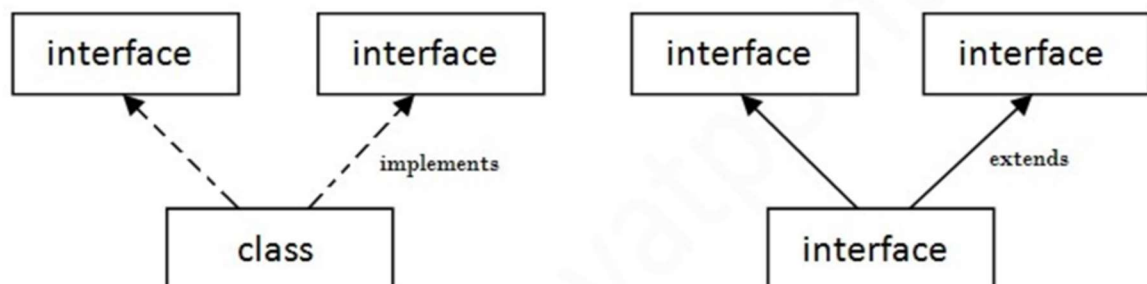 interface
interface
interface
interface
implements
extends
class
interface